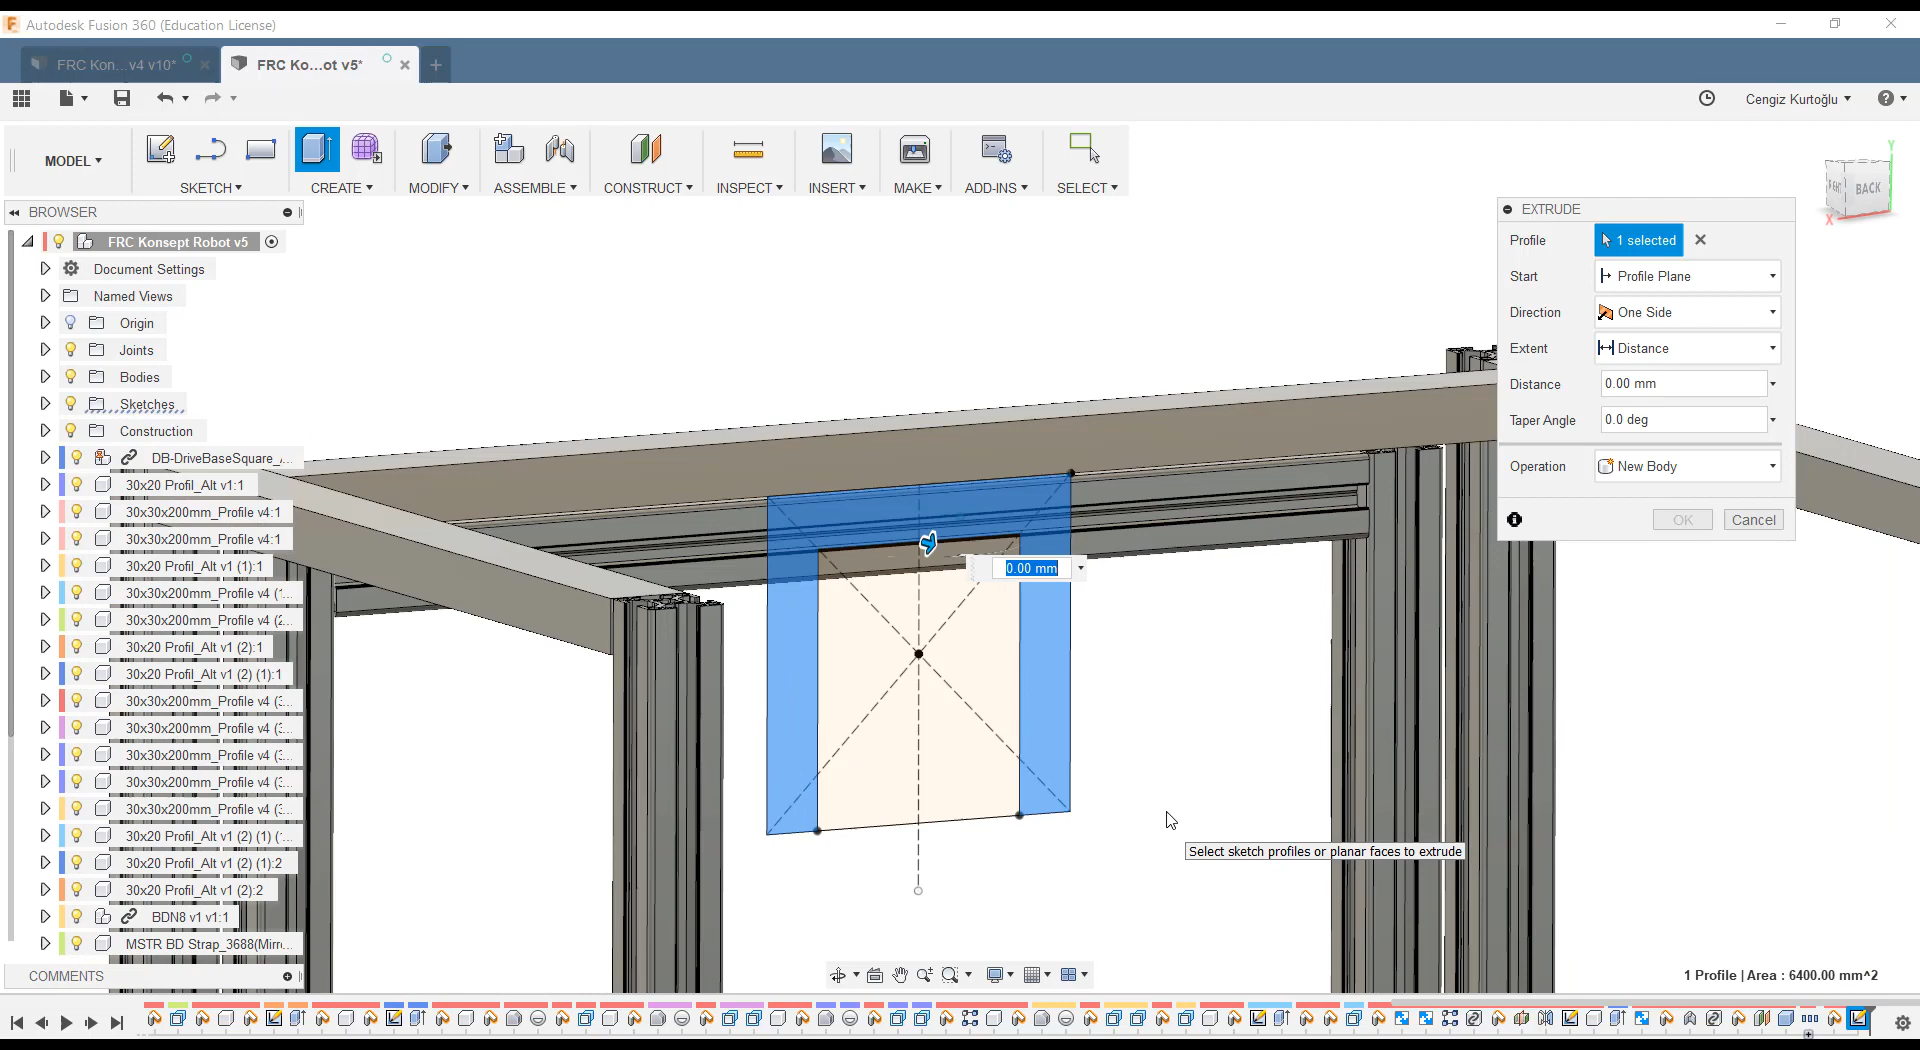 Autodesk Fusion 360 (Education License)
FRC Kon...v4 v10*
FRC Ko...ot v5*
Cengiz Kurtoğlu
MODEL
SKETCH
CREATE
MODIFY
ASSEMBLE
CONSTRUCT
INSPECT
INSERT
MAKE
ADD-INS
SELECT
Y
BACK
X
BROWSER
FRC Konsept Robot v5
Document Settings
Named Views
Origin
Joints
Bodies
Sketches
Construction
DB-DriveBaseSquare_...
30x20 Profil_Alt v1:1
30x30x200mm_Profile v4:1
30x30x200mm_Profile v4:1
30x20 Profil_Alt v1 (1):1
30x30x200mm_Profile v4 (1...
30x30x200mm_Profile v4 (2...
30x20 Profil_Alt v1 (2):1
30x20 Profil_Alt v1 (2) (1):1
30x30x200mm_Profile v4 (3...
30x30x200mm_Profile v4 (3...
30x30x200mm_Profile v4 (3...
30x30x200mm_Profile v4 (3...
30x30x200mm_Profile v4 (3...
30x20 Profil_Alt v1 (2) (1) (...
30x20 Profil_Alt v1 (2) (1):2
30x20 Profil_Alt v1 (2):2
BDN8 v1 v1:1
MSTR BD Strap_3688(Mirr...
COMMENTS
EXTRUDE
Profile 1 selected
Start Profile Plane
Direction One Side
Extent Distance
Distance 0.00 mm
Taper Angle 0.0 deg
Operation New Body
OK Cancel
0.00 mm
Select sketch profiles or planar faces to extrude
1 Profile | Area : 6400.00 mm^2